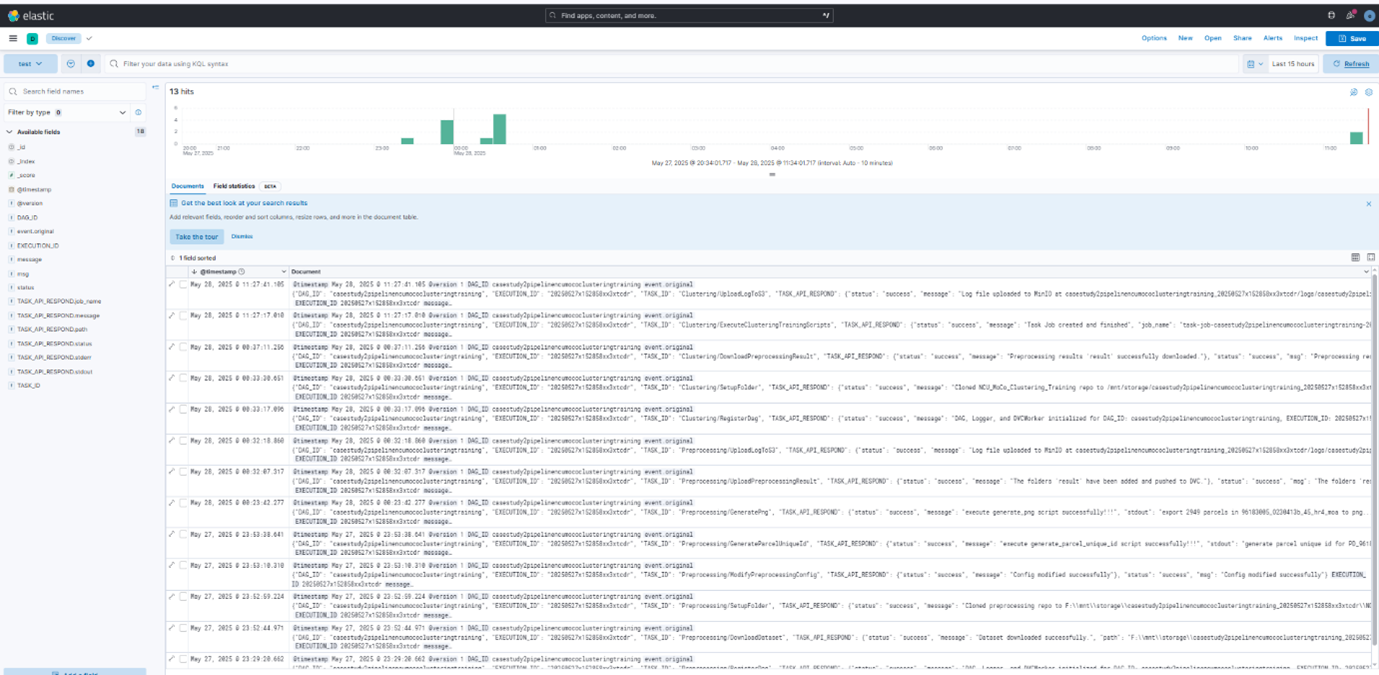 elastic
Find apps, content, and more.
Discover
Options New Open Share Alerts Inspect Save
test
Filter your data using KQL syntax
Last 15 hours
Refresh
Search field names
Filter by type 0
Available fields 18
_id
_index
_score
@timestamp
@version
DAG_ID
event.original
EXECUTION_ID
message
msg
status
TASK_API_RESPOND.job_name
TASK_API_RESPOND.message
TASK_API_RESPOND.path
TASK_API_RESPOND.status
TASK_API_RESPOND.stderr
TASK_API_RESPOND.stdout
TASK_ID
Add a field
13 hits
6
4
2
0
20:00 21:00 22:00 23:00 00:00 01:00 02:00 03:00 04:00 05:00 06:00 07:00 08:00 09:00 10:00 11:00
May 27, 2025 May 28, 2025
May 27, 2025 @ 20:34:01.717 - May 28, 2025 @ 11:34:01.717 (interval: Auto - 10 minutes)
Documents Field statistics BETA
Get the best look at your search results
Add relevant fields, reorder and sort columns, resize rows, and more in the document table.
Take the tour Dismiss
1 field sorted
@timestamp Document
May 28, 2025 @ 11:27:41.105 @timestamp May 28, 2025 @ 11:27:41.105 @version 1 DAG_ID casestudy2pipelinencumococlusteringtraining event.original
{"DAG_ID": "casestudy2pipelinencumococlusteringtraining", "EXECUTION_ID": "20250527x152858xx3xtcdr", "TASK_ID": "Clustering/UploadLogToS3", "TASK_API_RESPOND": {"status": "success", "message": "Log file uploaded to MinIO at casestudy2pipelinencumococlusteringtraining_20250527x152858xx3xtcdr/logs/casestudy2pipel
EXECUTION_ID 20250527x152858xx3xtcdr message…
May 28, 2025 @ 11:27:17.010 @timestamp May 28, 2025 @ 11:27:17.010 @version 1 DAG_ID casestudy2pipelinencumococlusteringtraining event.original
{"DAG_ID": "casestudy2pipelinencumococlusteringtraining", "EXECUTION_ID": "20250527x152858xx3xtcdr", "TASK_ID": "Clustering/ExecuteClusteringTrainingScripts", "TASK_API_RESPOND": {"status": "success", "message": "Task Job created and finished", "job_name": "task-job-casestudy2pipelinencumococlusteringtraining-2
EXECUTION_ID 20250527x152858xx3xtcdr message…
May 28, 2025 @ 00:37:11.256 @timestamp May 28, 2025 @ 00:37:11.256 @version 1 DAG_ID casestudy2pipelinencumococlusteringtraining event.original
{"DAG_ID": "casestudy2pipelinencumococlusteringtraining", "EXECUTION_ID": "20250527x152858xx3xtcdr", "TASK_ID": "Clustering/DownloadPreprocessingResult", "TASK_API_RESPOND": {"status": "success", "message": "Preprocessing results 'result' successfully downloaded."}, "status": "success", "msg": "Preprocessing res
EXECUTION_ID 20250527x152858xx3xtcdr message…
May 28, 2025 @ 00:33:30.651 @timestamp May 28, 2025 @ 00:33:30.651 @version 1 DAG_ID casestudy2pipelinencumococlusteringtraining event.original
{"DAG_ID": "casestudy2pipelinencumococlusteringtraining", "EXECUTION_ID": "20250527x152858xx3xtcdr", "TASK_ID": "Clustering/SetupFolder", "TASK_API_RESPOND": {"status": "success", "message": "Cloned NCU_MoCo_Clustering_Training repo to /mnt/storage/casestudy2pipelinencumococlusteringtraining_20250527x152858xx3xt
EXECUTION_ID 20250527x152858xx3xtcdr message…
May 28, 2025 @ 00:33:17.096 @timestamp May 28, 2025 @ 00:33:17.096 @version 1 DAG_ID casestudy2pipelinencumococlusteringtraining event.original
{"DAG_ID": "casestudy2pipelinencumococlusteringtraining", "EXECUTION_ID": "20250527x152858xx3xtcdr", "TASK_ID": "Clustering/RegisterDag", "TASK_API_RESPOND": {"status": "success", "message": "DAG, Logger, and DVCWorker initialized for DAG_ID: casestudy2pipelinencumococlusteringtraining, EXECUTION_ID: 20250527x1
EXECUTION_ID 20250527x152858xx3xtcdr message…
May 28, 2025 @ 00:32:18.860 @timestamp May 28, 2025 @ 00:32:18.860 @version 1 DAG_ID casestudy2pipelinencumococlusteringtraining event.original
{"DAG_ID": "casestudy2pipelinencumococlusteringtraining", "EXECUTION_ID": "20250527x152858xx3xtcdr", "TASK_ID": "Preprocessing/UploadLogToS3", "TASK_API_RESPOND": {"status": "success", "message": "Log file uploaded to MinIO at casestudy2pipelinencumococlusteringtraining_20250527x152858xx3xtcdr/logs/casestudy2pi
EXECUTION_ID 20250527x152858xx3xtcdr message…
May 28, 2025 @ 00:32:07.317 @timestamp May 28, 2025 @ 00:32:07.317 @version 1 DAG_ID casestudy2pipelinencumococlusteringtraining event.original
{"DAG_ID": "casestudy2pipelinencumococlusteringtraining", "EXECUTION_ID": "20250527x152858xx3xtcdr", "TASK_ID": "Preprocessing/UploadPreprocessingResult", "TASK_API_RESPOND": {"status": "success", "message": "The folders 'result' have been added and pushed to DVC."}, "status": "success", "msg": "The folders 'res
EXECUTION_ID 20250527x152858xx3xtcdr message…
May 28, 2025 @ 00:23:42.277 @timestamp May 28, 2025 @ 00:23:42.277 @version 1 DAG_ID casestudy2pipelinencumococlusteringtraining event.original
{"DAG_ID": "casestudy2pipelinencumococlusteringtraining", "EXECUTION_ID": "20250527x152858xx3xtcdr", "TASK_ID": "Preprocessing/GeneratePng", "TASK_API_RESPOND": {"status": "success", "message": "execute generate_png script successfully!!!", "stdout": "export 2949 parcels in 96183005_0230413b_45_hr4_moa to png
EXECUTION_ID 20250527x152858xx3xtcdr message…
May 27, 2025 @ 23:53:38.641 @timestamp May 27, 2025 @ 23:53:38.641 @version 1 DAG_ID casestudy2pipelinencumococlusteringtraining event.original
{"DAG_ID": "casestudy2pipelinencumococlusteringtraining", "EXECUTION_ID": "20250527x152858xx3xtcdr", "TASK_ID": "Preprocessing/GenerateParcelUniqueId", "TASK_API_RESPOND": {"status": "success", "message": "execute generate_parcel_unique_id script successfully!!!", "stdout": "generate parcel unique id for PD_961
EXECUTION_ID 20250527x152858xx3xtcdr message…
May 27, 2025 @ 23:53:10.310 @timestamp May 27, 2025 @ 23:53:10.310 @version 1 DAG_ID casestudy2pipelinencumococlusteringtraining event.original
{"DAG_ID": "casestudy2pipelinencumococlusteringtraining", "EXECUTION_ID": "20250527x152858xx3xtcdr", "TASK_ID": "Preprocessing/ModifyPreprocessingConfig", "TASK_API_RESPOND": {"status": "success", "message": "Config modified successfully"}, "status": "success", "msg": "Config modified successfully"} EXECUTION_
ID 20250527x152858xx3xtcdr message…
May 27, 2025 @ 23:52:59.224 @timestamp May 27, 2025 @ 23:52:59.224 @version 1 DAG_ID casestudy2pipelinencumococlusteringtraining event.original
{"DAG_ID": "casestudy2pipelinencumococlusteringtraining", "EXECUTION_ID": "20250527x152858xx3xtcdr", "TASK_ID": "Preprocessing/SetupFolder", "TASK_API_RESPOND": {"status": "success", "message": "Cloned preprocessing repo to F:\\mnt\\storage\\casestudy2pipelinencumococlusteringtraining_20250527x152858xx3xtcdr\\NC
EXECUTION_ID 20250527x152858xx3xtcdr message…
May 27, 2025 @ 23:52:44.971 @timestamp May 27, 2025 @ 23:52:44.971 @version 1 DAG_ID casestudy2pipelinencumococlusteringtraining event.original
{"DAG_ID": "casestudy2pipelinencumococlusteringtraining", "EXECUTION_ID": "20250527x152858xx3xtcdr", "TASK_ID": "Preprocessing/DownloadDataset", "TASK_API_RESPOND": {"status": "success", "message": "Dataset downloaded successfully.", "path": "F:\\mnt\\storage\\casestudy2pipelinencumococlusteringtraining_2025052
EXECUTION_ID 20250527x152858xx3xtcdr message…
May 27, 2025 @ 23:29:20.662 @timestamp May 27, 2025 @ 23:29:20.662 @version 1 DAG_ID casestudy2pipelinencumococlusteringtraining event.original